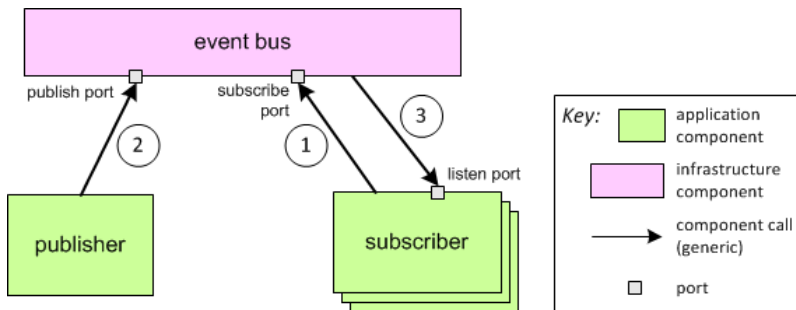 event bus
publish port
subscribe
port
2
1
3
listen port
publisher
subscriber
Key:
application
component
infrastructure
component
component call
(generic)
port